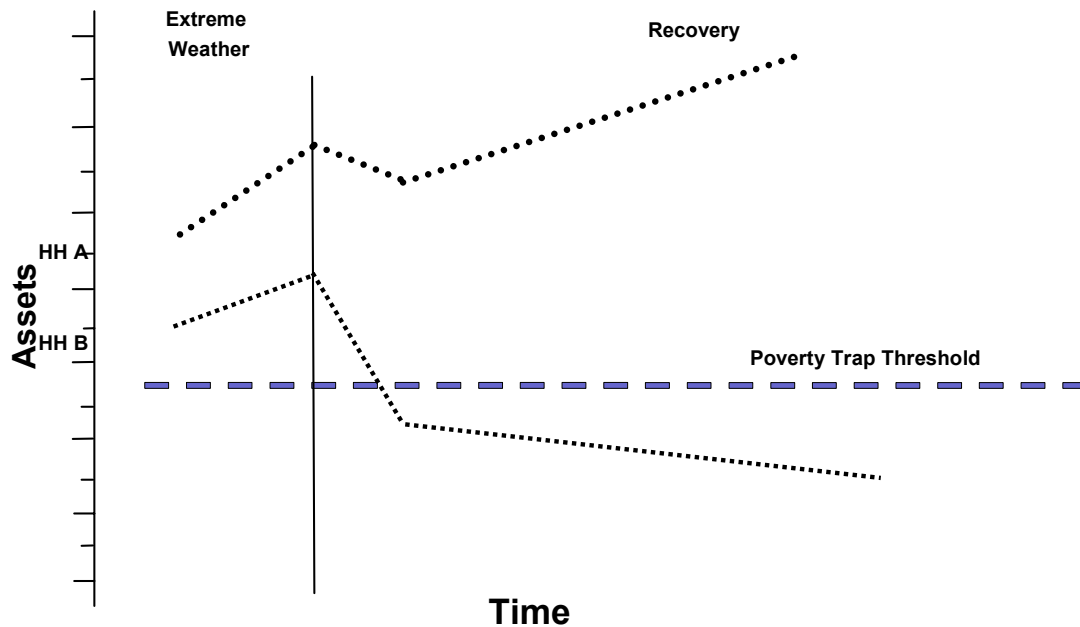 Extreme
Weather
Recovery
HH A
Assets
HH B
Poverty Trap Threshold
Time